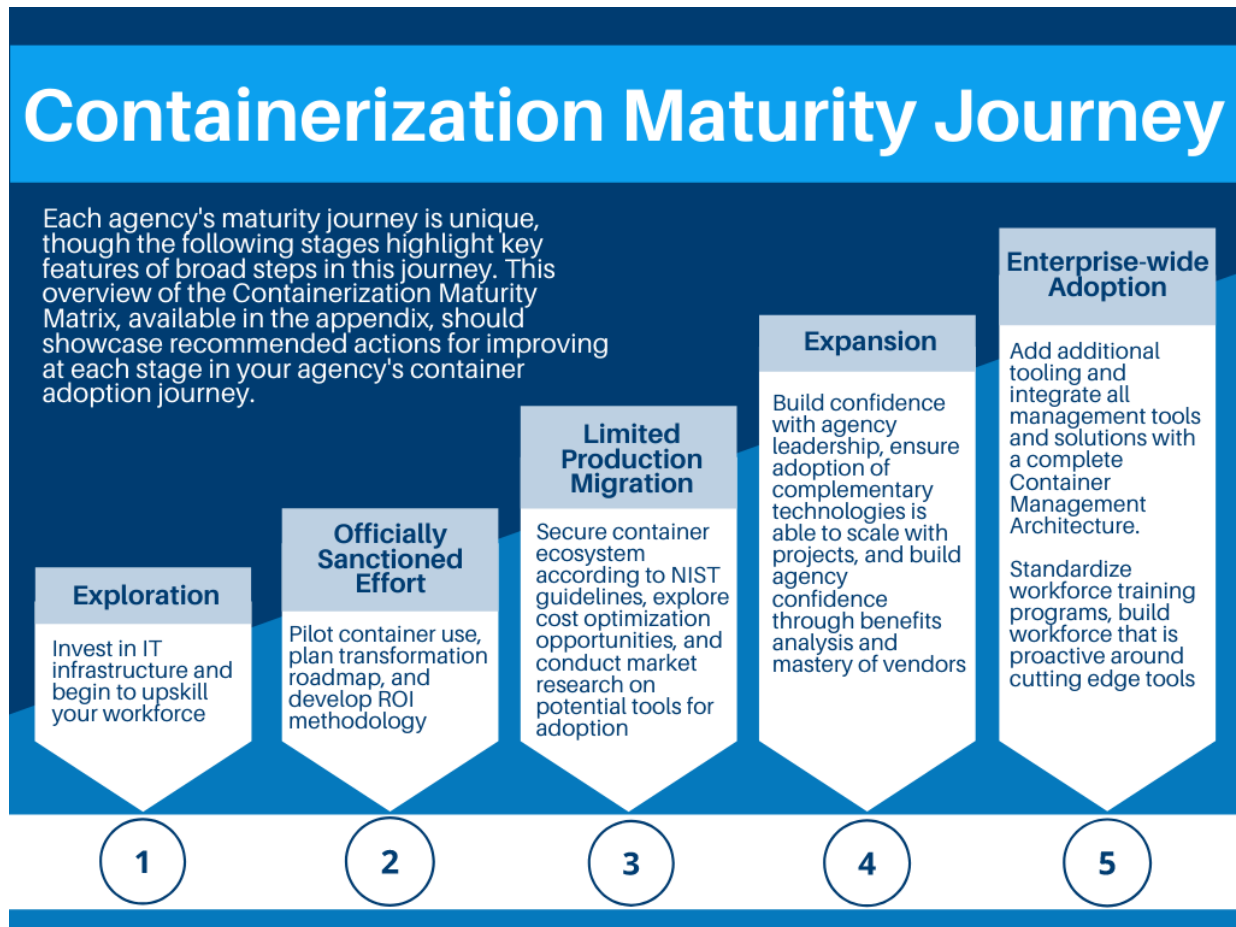 Containerization Maturity Journey
Each agency's maturity journey is unique,
though the following stages highlight key
features of broad steps in this journey. This
overview of the Containerization Maturity
Matrix, available in the appendix, should
showcase recommended actions for improving
at each stage in your agency's container
adoption journey.
Exploration
Invest in IT
infrastructure and
begin to upskill
your workforce
1
Officially
Sanctioned
Effort
Pilot container use,
plan transformation
roadmap, and
develop ROI
methodology
2
Limited
Production
Migration
Secure container
ecosystem
according to NIST
guidelines, explore
cost optimization
opportunities, and
conduct market
research on
potential tools for
adoption
3
Expansion
Build confidence
with agency
leadership, ensure
adoption of
complementary
technologies is
able to scale with
projects, and build
agency
confidence
through benefits
analysis and
mastery of vendors
4
Enterprise-wide
Adoption
Add additional
tooling and
integrate all
management tools
and solutions with
a complete
Container
Management
Architecture.
Standardize
workforce training
programs, build
workforce that is
proactive around
cutting edge tools
5